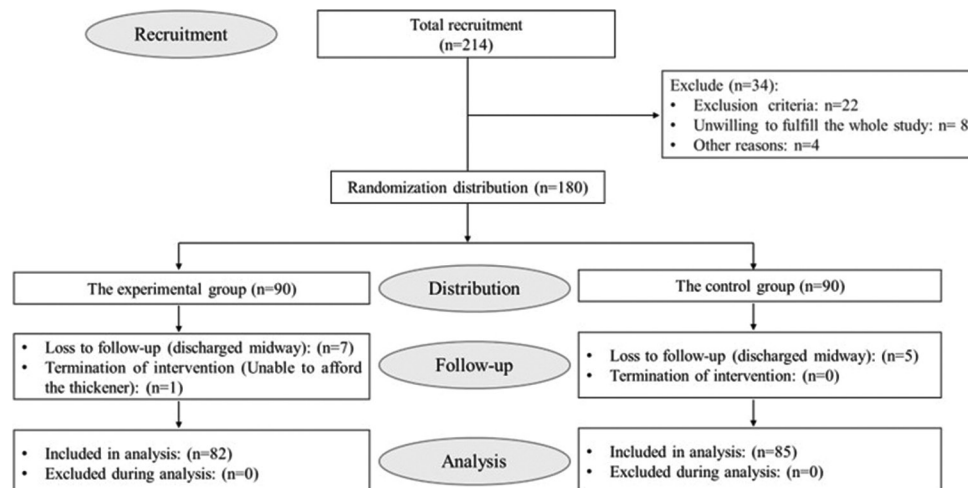 Recruitment
Total recruitment
(n=214)
Exclude (n=34):
• Exclusion criteria: n=22
• Unwilling to fulfill the whole study: n= 8
• Other reasons: n=4
Randomization distribution (n=180)
The experimental group (n=90)
Distribution
The control group (n=90)
• Loss to follow-up (discharged midway): (n=7)
• Termination of intervention (Unable to afford
the thickener): (n=1)
Follow-up
• Loss to follow-up (discharged midway): (n=5)
• Termination of intervention: (n=0)
• Included in analysis: (n=82)
• Excluded during analysis: (n=0)
Analysis
• Included in analysis: (n=85)
• Excluded during analysis: (n=0)